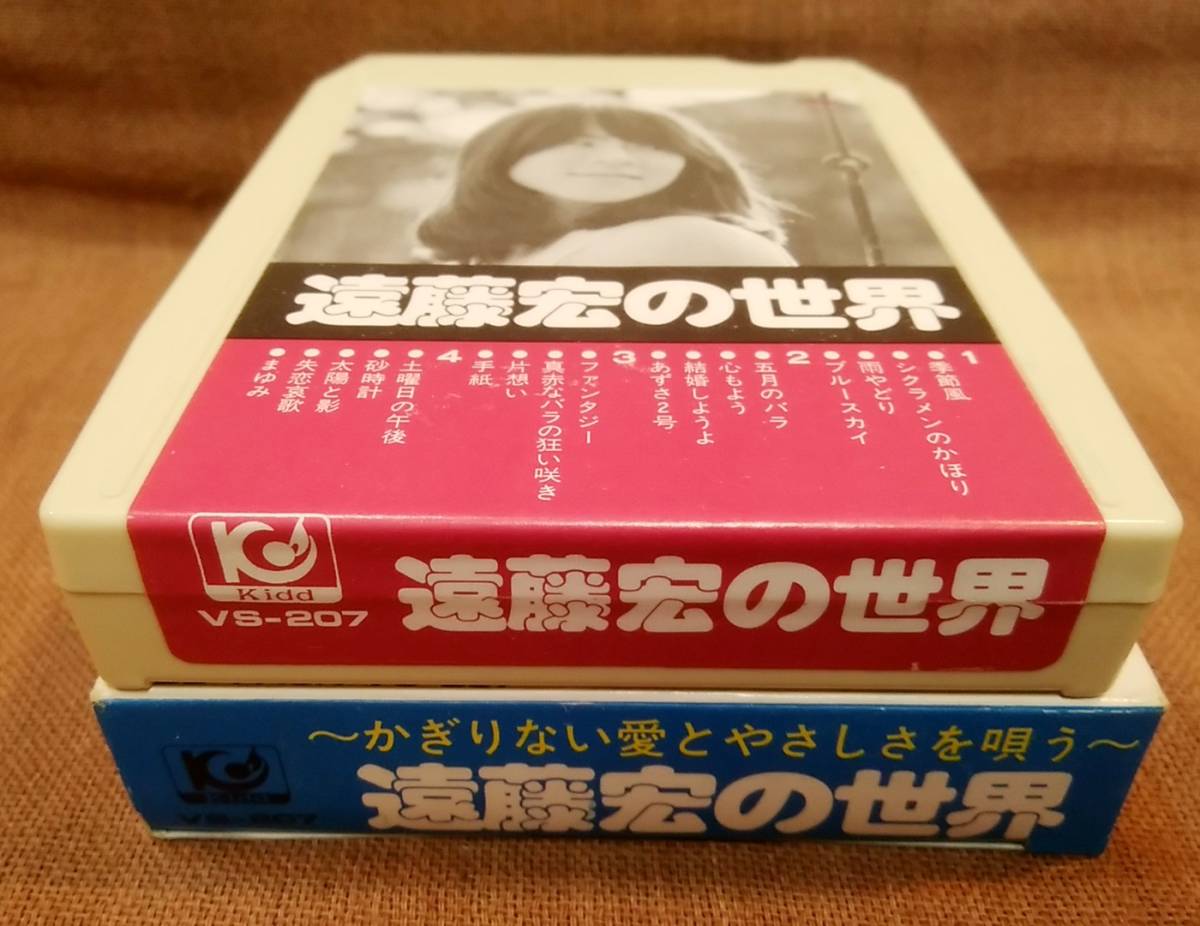 遠藤宏の世界
1
●季節風
●シクラメンのかほり
●雨やどり
●ブルースカイ
2
●五月のバラ
●心もよう
●結婚しようよ
●あずさ2号
3
●ファンタジー
●真赤なバラの狂い咲き
●片想い
●手紙
4
●土曜日の午後
●砂時計
●太陽と影
●失恋哀歌
●まゆみ
Kidd
VS-207
遠藤宏の世界
〜かぎりない愛とやさしさを唄う〜
Kidd
VS-207
遠藤宏の世界